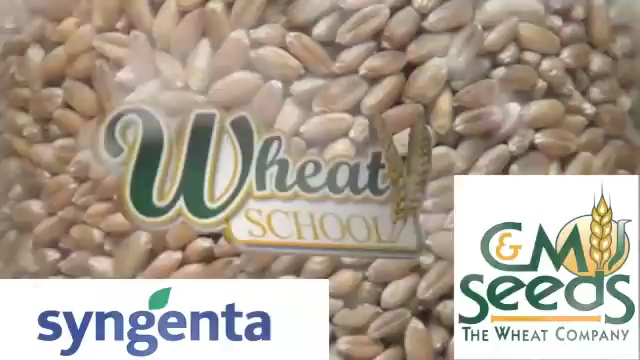 Wheat
SCHOOL
syngenta
C&M
Seeds
THE WHEAT COMPANY